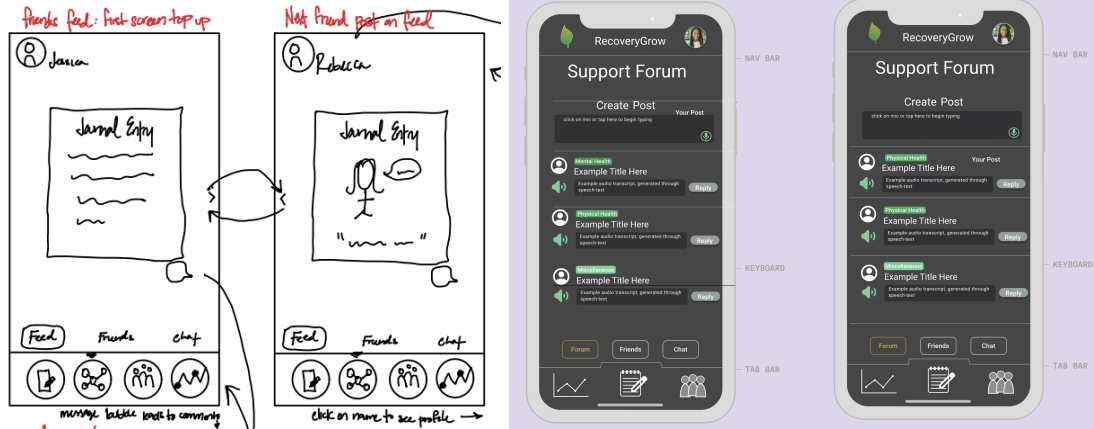 friends feed: first screen top up
Jessica
Journal Entry
Feed
Friends
Chat
message bubble leads to comments
Next friend post on feed
Rebecca
Journal Entry
Feed
Friends
Chat
click on name to see profile
RecoveryGrow
Support Forum
Create Post
Your Post
click on mic or tap here to begin typing
Mental Health
Example Title Here
Example audio transcript, generated through
speech-text
Reply
Physical Health
Example Title Here
Example audio transcript, generated through
speech-text
Reply
Miscellaneous
Example Title Here
Example audio transcript, generated through
speech-text
Reply
Forum
Friends
Chat
NAV BAR
KEYBOARD
TAB BAR
RecoveryGrow
Support Forum
Create Post
click on mic or tap here to begin typing
Physical Health
Your Post
Example Title Here
Example audio transcript, generated through
speech-text
Reply
Physical Health
Example Title Here
Example audio transcript, generated through
speech-text
Reply
Miscellaneous
Example Title Here
Example audio transcript, generated through
speech-text
Reply
Forum
Friends
Chat
NAV BAR
KEYBOARD
TAB BAR